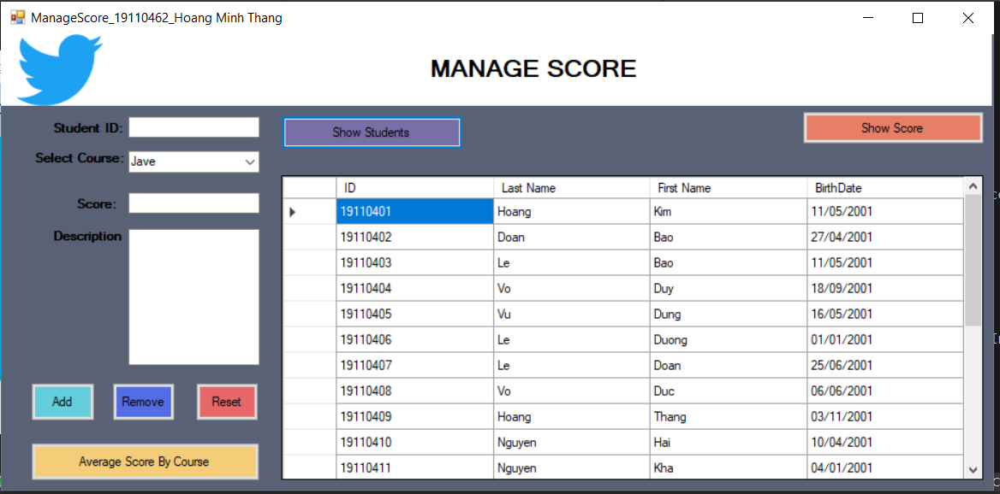 ManageScore_19110462_Hoang Minh Thang
MANAGE SCORE
Student ID:
Show Students
Show Score
Select Course:
Jave
Score:
Description
Add
Remove
Reset
Average Score By Course
ID Last Name First Name BirthDate
19110401 Hoang Kim 11/05/2001
19110402 Doan Bao 27/04/2001
19110403 Le Bao 11/05/2001
19110404 Vo Duy 18/09/2001
19110405 Vu Dung 16/05/2001
19110406 Le Duong 01/01/2001
19110407 Le Doan 25/06/2001
19110408 Vo Duc 06/06/2001
19110409 Hoang Thang 03/11/2001
19110410 Nguyen Hai 10/04/2001
19110411 Nguyen Kha 04/01/2001